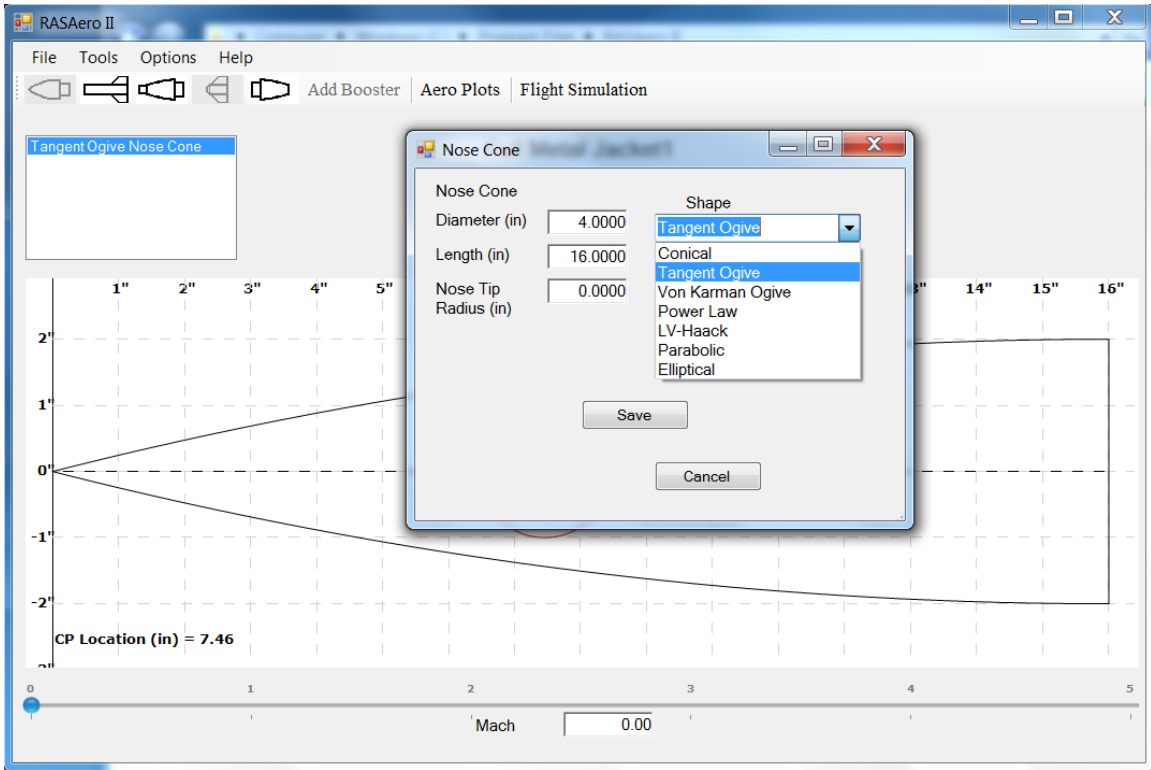 RASAero II
File Tools Options Help
Add Booster Aero Plots Flight Simulation
Tangent Ogive Nose Cone
Nose Cone Metal Jacket1
Nose Cone
Shape
Diameter (in) 4.0000 Tangent Ogive
Length (in) 16.0000
Nose Tip Radius (in) 0.0000
Conical
Tangent Ogive
Von Karman Ogive
Power Law
LV-Haack
Parabolic
Elliptical
Save
Cancel
1" 2" 3" 4" 5" 14" 15" 16"
2"
1"
0"
-1"
-2"
CP Location (in) = 7.46
0 1 2 3 4 5
Mach 0.00